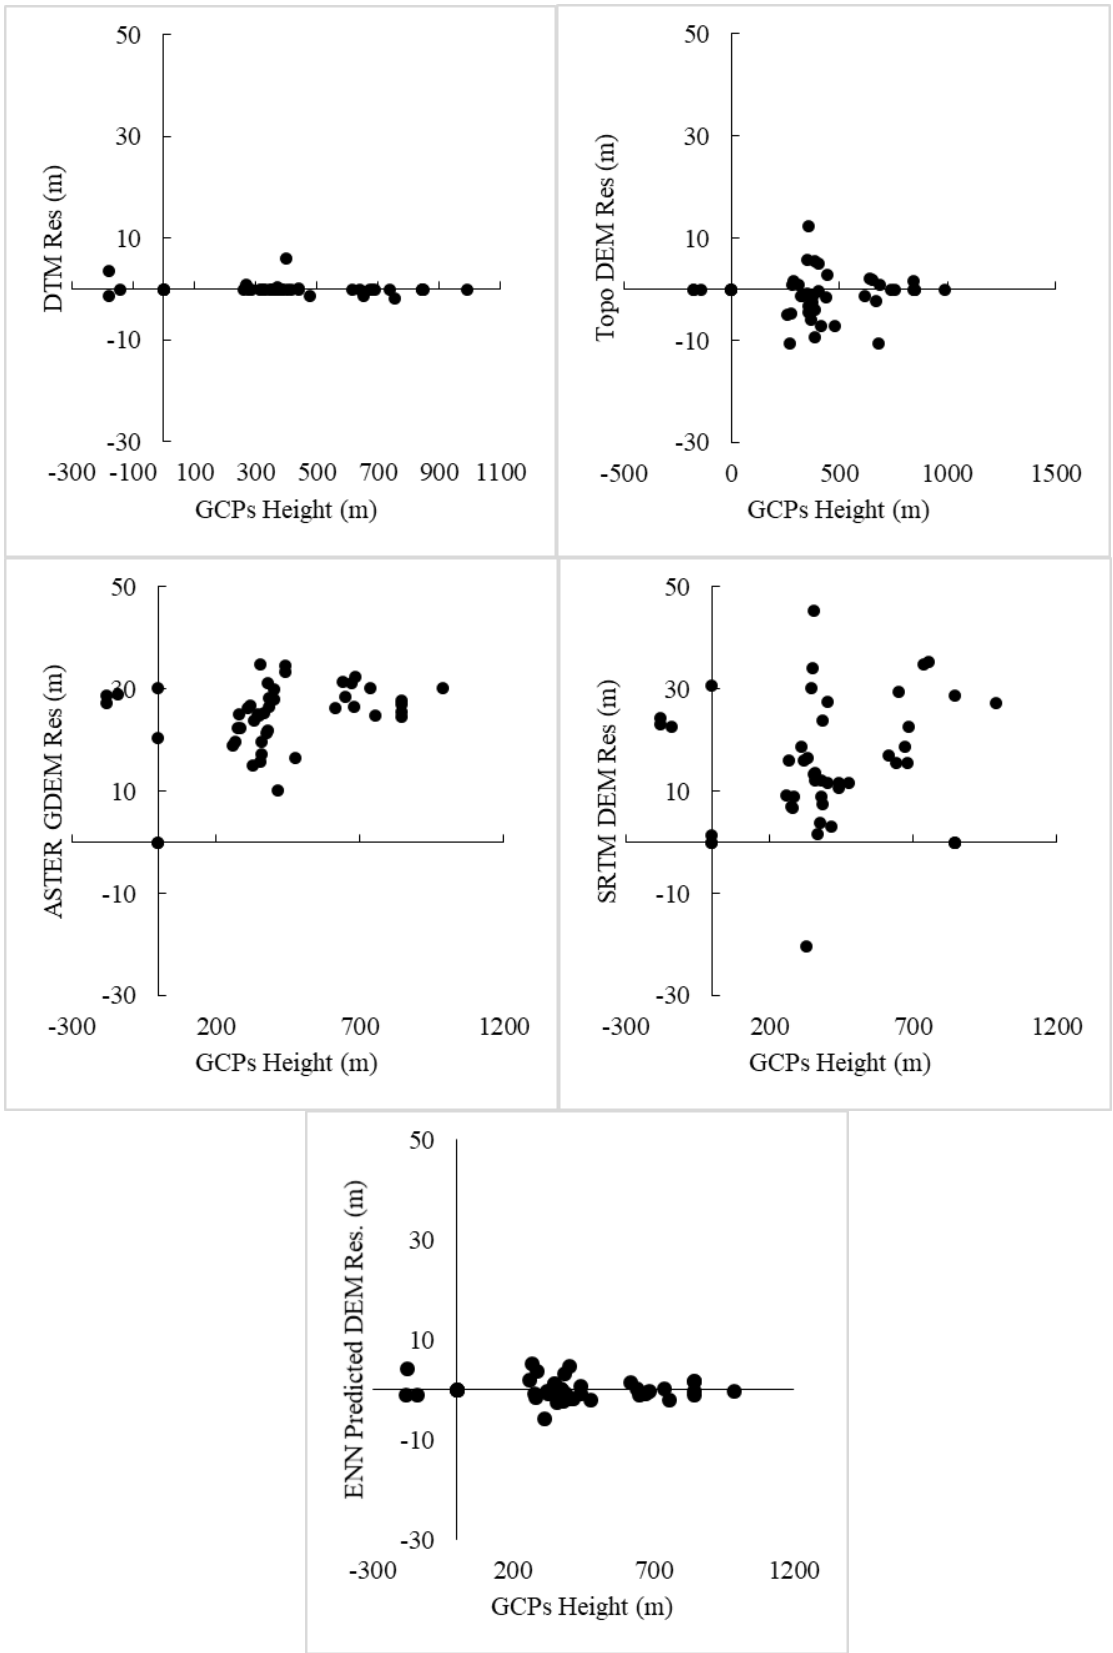 50
30
10
-10
-30
DTM Res (m)
-300 -100 100 300 500 700 900 1100
GCPs Height (m)
50
30
10
-10
-30
Topo DEM Res (m)
-500 0 500 1000 1500
GCPs Height (m)
50
30
10
-10
-30
ASTER GDEM Res (m)
-300 200 700 1200
GCPs Height (m)
50
30
10
-10
-30
SRTM DEM Res (m)
-300 200 700 1200
GCPs Height (m)
50
30
10
-10
-30
ENN Predicted DEM Res. (m)
-300 200 700 1200
GCPs Height (m)